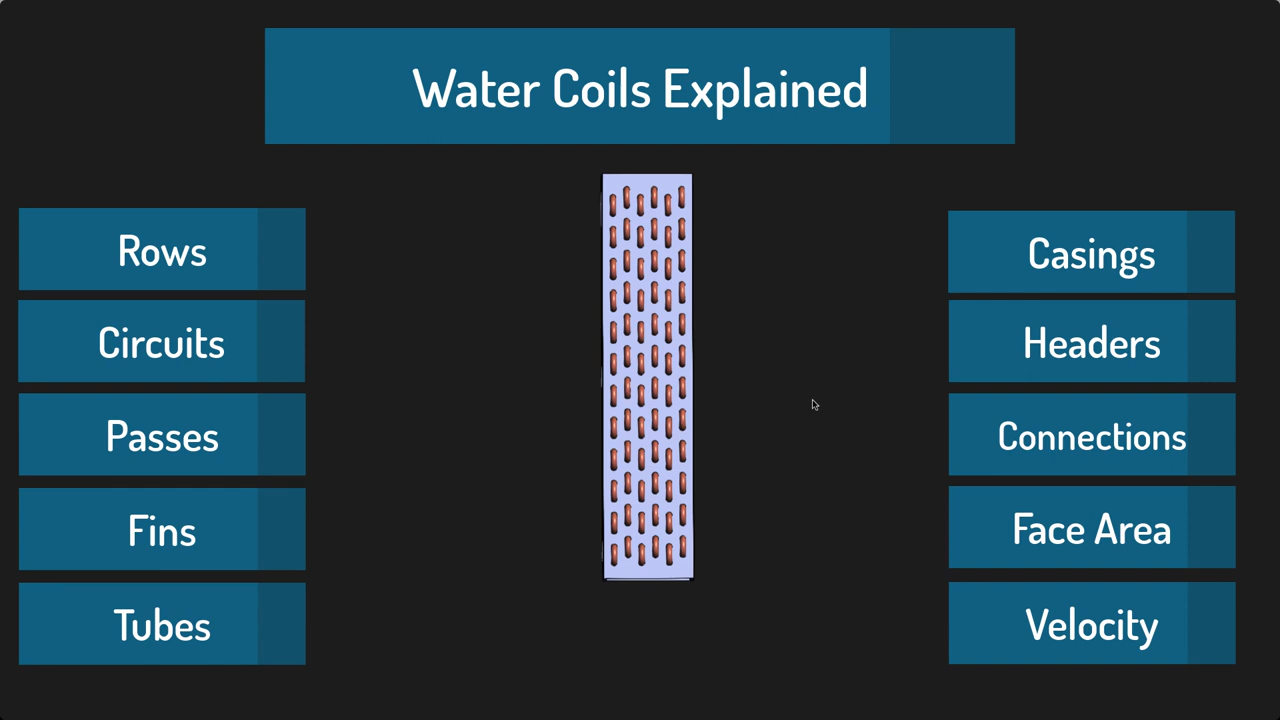 Water Coils Explained
Rows
Circuits
Passes
Fins
Tubes
Casings
Headers
Connections
Face Area
Velocity